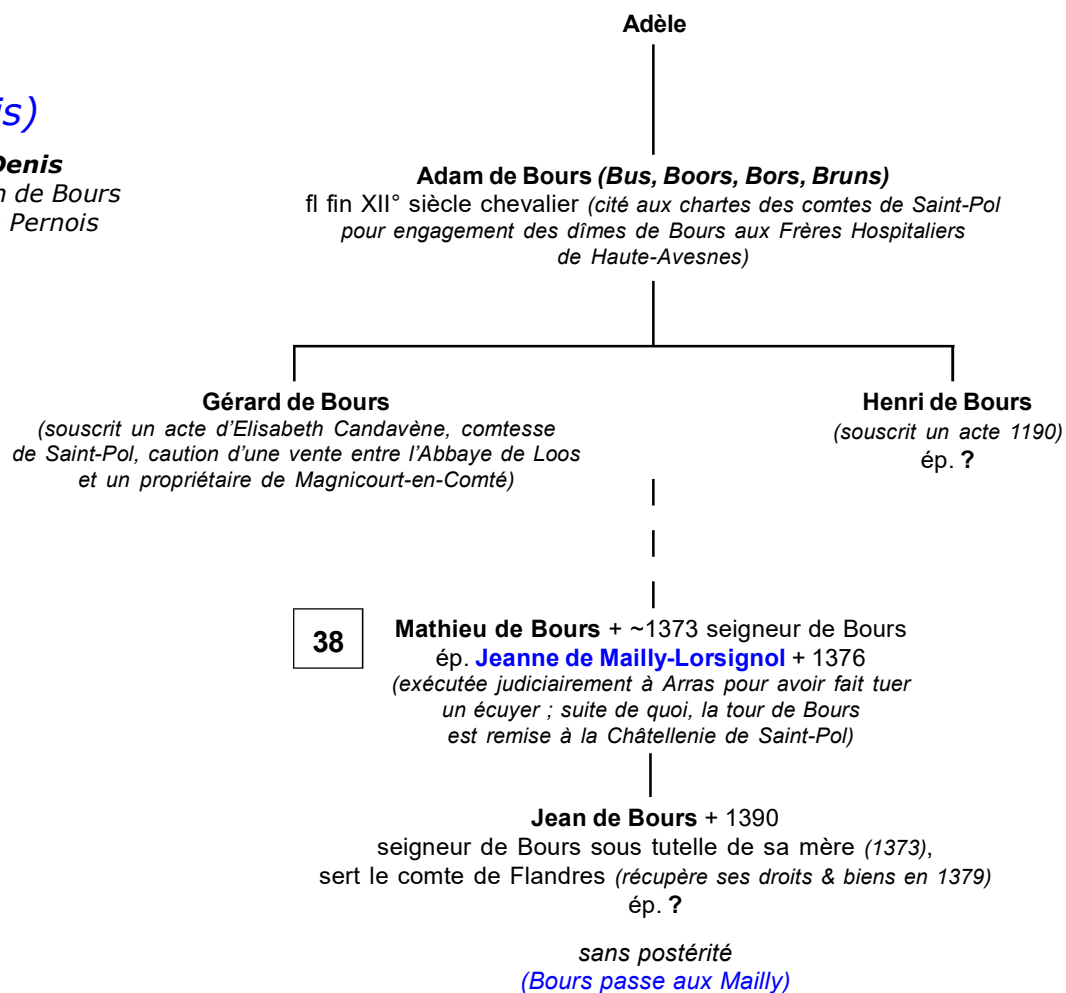 Adèle
is)
Denis
n de Bours
Pernois
Adam de Bours (Bus, Boors, Bors, Bruns)
fl fin XII° siècle chevalier (cité aux chartes des comtes de Saint-Pol
pour engagement des dîmes de Bours aux Frères Hospitaliers
de Haute-Avesnes)
Gérard de Bours
(souscrit un acte d'Elisabeth Candavène, comtesse
de Saint-Pol, caution d'une vente entre l'Abbaye de Loos
et un propriétaire de Magnicourt-en-Comté)
Henri de Bours
(souscrit un acte 1190)
ép. ?
38
Mathieu de Bours + ~1373 seigneur de Bours
ép. Jeanne de Mailly-Lorsignol + 1376
(exécutée judiciairement à Arras pour avoir fait tuer
un écuyer ; suite de quoi, la tour de Bours
est remise à la Châtellenie de Saint-Pol)
Jean de Bours + 1390
seigneur de Bours sous tutelle de sa mère (1373),
sert le comte de Flandres (récupère ses droits & biens en 1379)
ép. ?
sans postérité
(Bours passe aux Mailly)